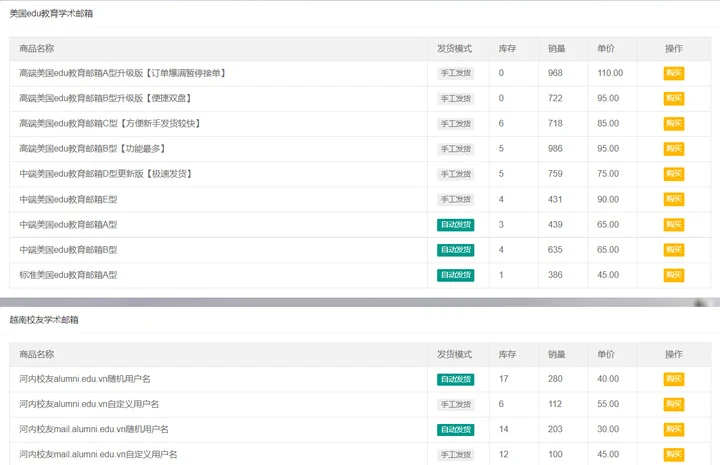 美国edu教育学术邮箱
商品名称 发货模式 库存 销量 单价 操作
高端美国edu教育邮箱A型升级版【订单爆满暂停接单】 手工发货 0 968 110.00 购买
高端美国edu教育邮箱B型升级版【便捷双盘】 手工发货 0 722 95.00 购买
高端美国edu教育邮箱C型【方便新手发货较快】 手工发货 6 718 85.00 购买
高端美国edu教育邮箱B型【功能最多】 手工发货 5 986 95.00 购买
中端美国edu教育邮箱D型更新版【极速发货】 手工发货 5 759 75.00 购买
中端美国edu教育邮箱E型 手工发货 4 431 90.00 购买
中端美国edu教育邮箱A型 自动发货 3 439 65.00 购买
中端美国edu教育邮箱B型 自动发货 4 635 65.00 购买
标准美国edu教育邮箱A型 自动发货 1 386 45.00 购买
越南校友学术邮箱
商品名称 发货模式 库存 销量 单价 操作
河内校友alumni.edu.vn随机用户名 自动发货 17 280 40.00 购买
河内校友alumni.edu.vn自定义用户名 手工发货 6 112 55.00 购买
河内校友mail.alumni.edu.vn随机用户名 自动发货 14 203 30.00 购买
河内校友mail.alumni.edu.vn自定义用户名 手工发货 12 100 45.00 购买